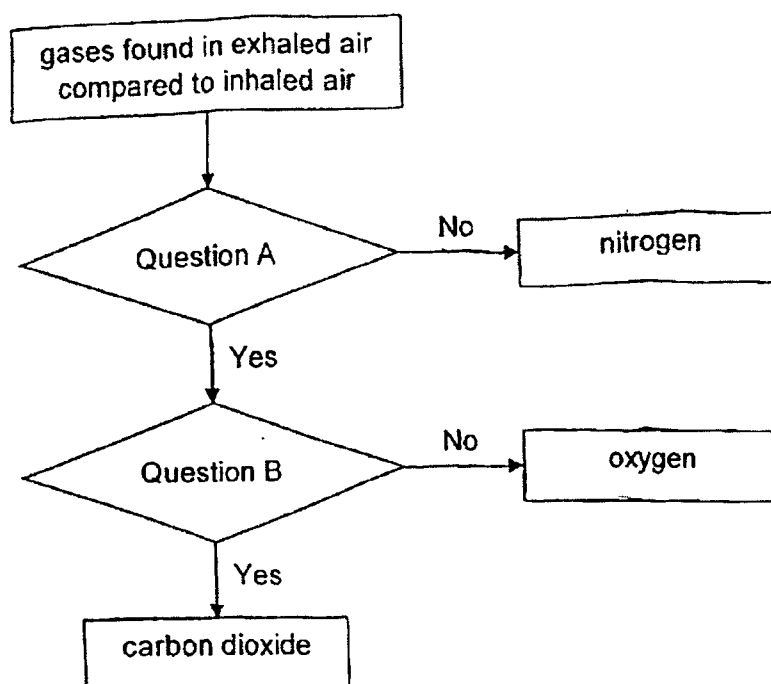 gases found in exhaled air
compared to inhaled air
Question A
No
nitrogen
Yes
Question B
No
oxygen
Yes
carbon dioxide